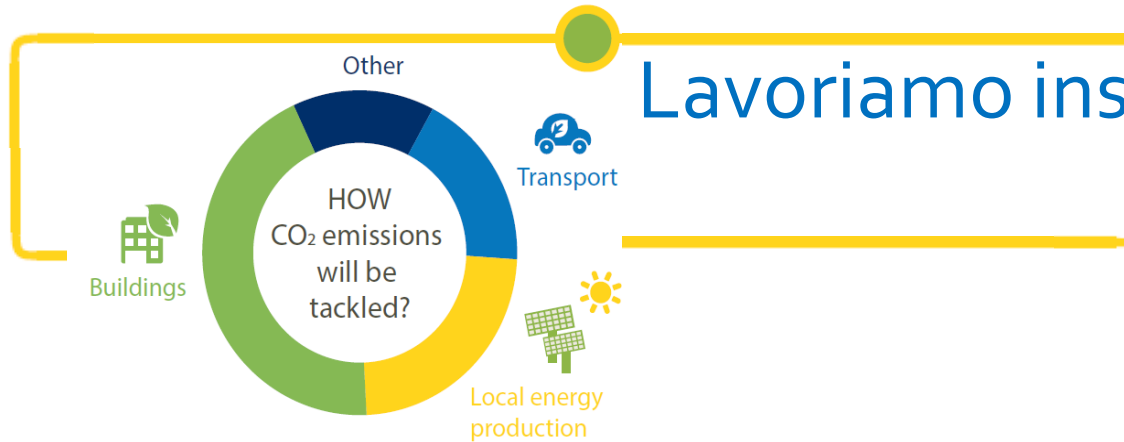 Lavoriamo ins
Other
Transport
HOW
CO₂ emissions
will be
tackled?
Buildings
Local energy
production